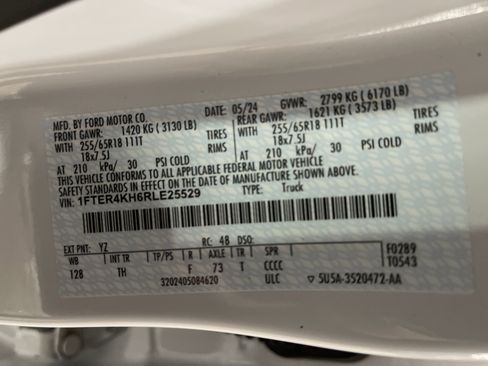 MFD. BY FORD MOTOR CO. DATE: 05/24 GVWR: 2799 KG ( 6170 LB)
FRONT GAWR: 1420 KG ( 3130 LB) REAR GAWR: 1621 KG ( 3573 LB)
WITH 255/65R18 111T TIRES WITH 255/65R18 111T TIRES
18x7.5J RIMS 18x7.5J RIMS
AT 210 kPa/ 30 PSI COLD AT 210 kPa/ 30 PSI COLD
THIS VEHICLE CONFORMS TO ALL APPLICABLE FEDERAL MOTOR VEHICLE
SAFETY STANDARDS IN EFFECT ON THE DATE OF MANUFACTURE SHOWN ABOVE.
VIN: 1FTER4KH6RLE25529 TYPE: Truck
EXT PNT: YZ RC: 48 DSO: F0289
WB INT TR TP/PS R AXLE TR SPR T0543
128 TH F 73 T CCCC
3202405084620 ULC ▽ 5U5A-3520472-AA